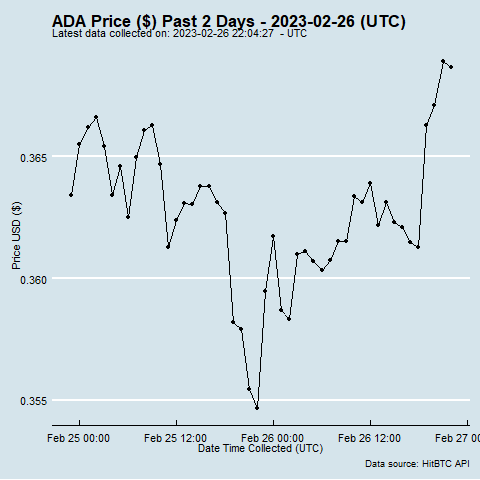 ADA Price ($) Past 2 Days - 2023-02-26 (UTC)
Latest data collected on: 2023-02-26 22:04:27 - UTC
0.365
0.360
0.355
Price USD ($)
Feb 25 00:00 Feb 25 12:00 Feb 26 00:00 Feb 26 12:00 Feb 27 00
Date Time Collected (UTC)
Data source: HitBTC API